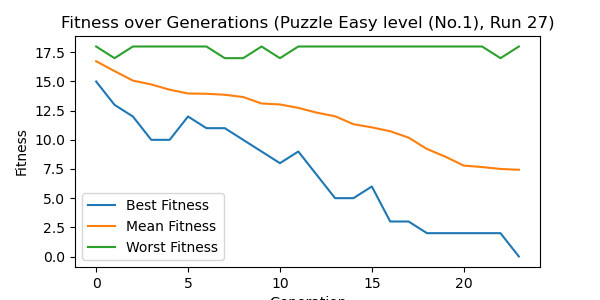 Fitness over Generations (Puzzle Easy level (No.1), Run 27)
Fitness
17.5
15.0
12.5
10.0
7.5
5.0
2.5
0.0
Best Fitness
Mean Fitness
Worst Fitness
0 5 10 15 20
Generation